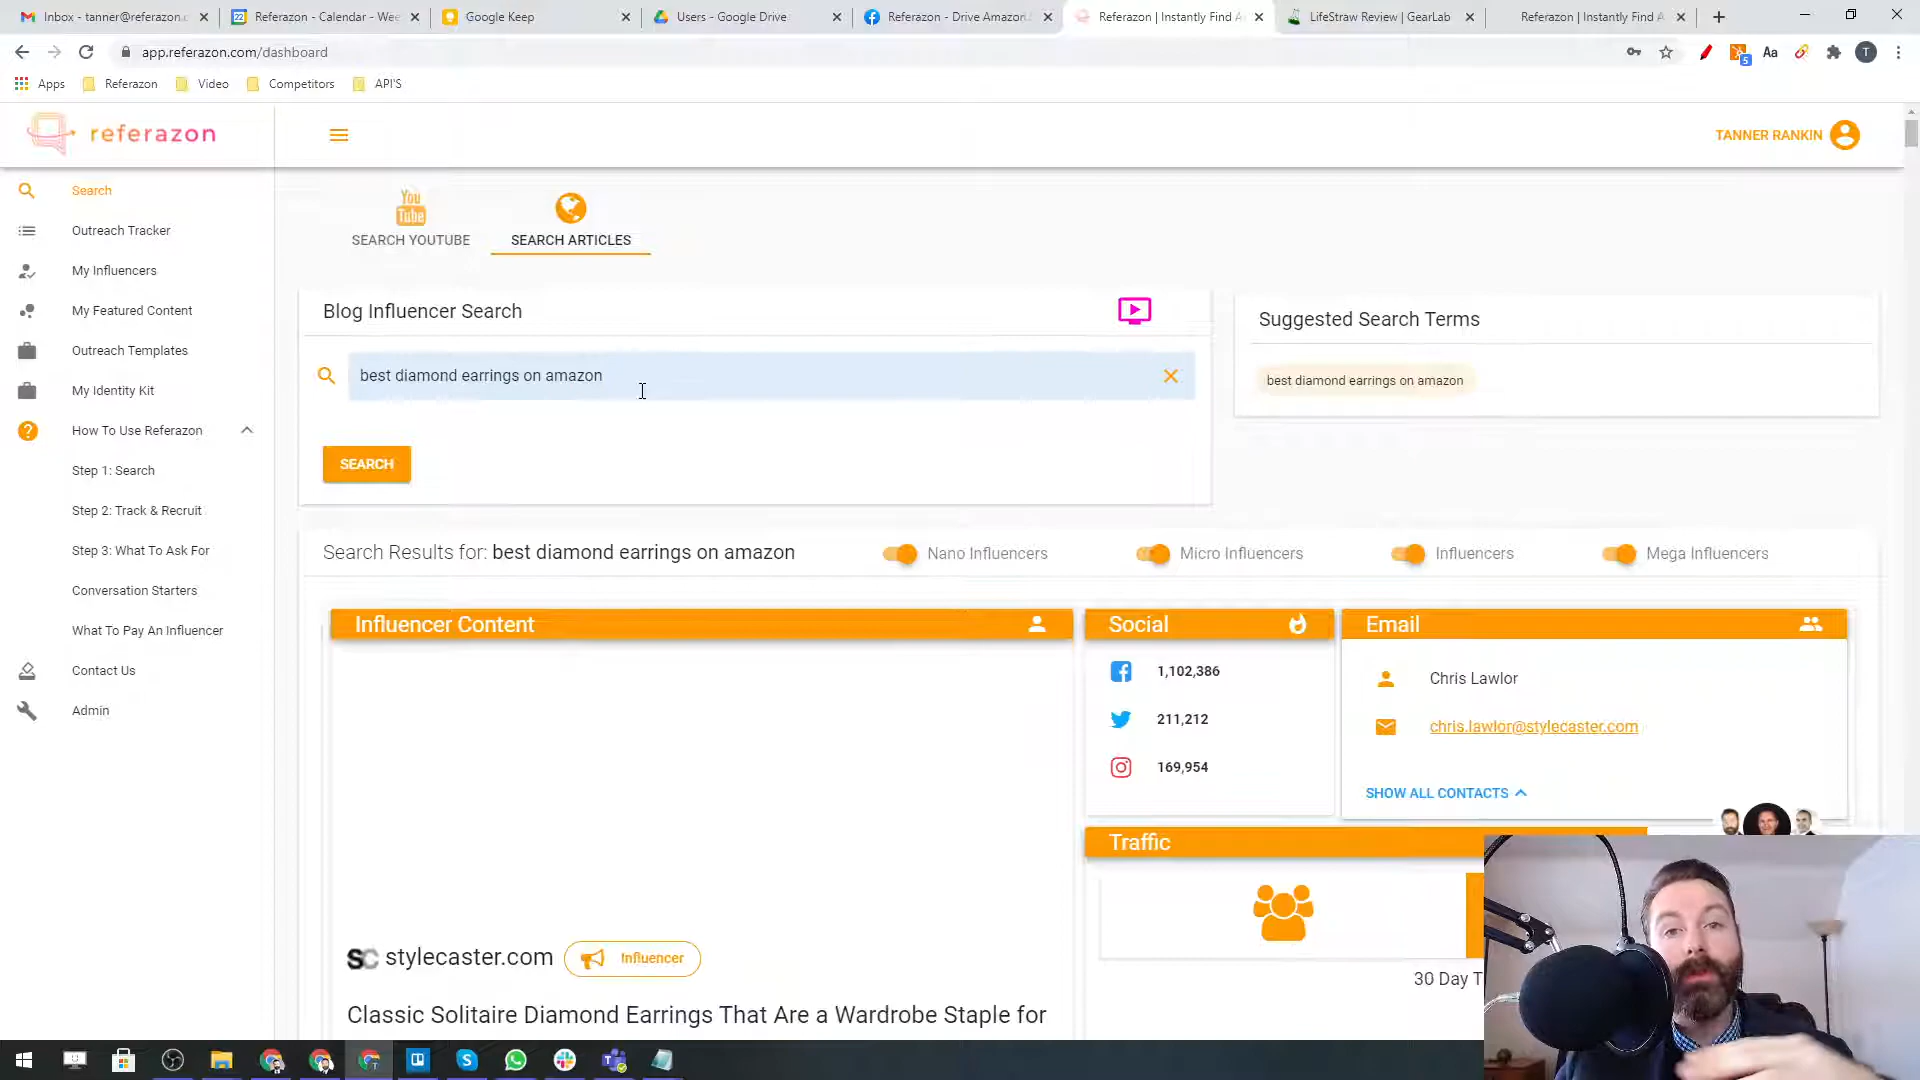 Inbox - tanner@referazon.c
Referazon - Calendar - Wee
Google Keep
Users - Google Drive
Referazon - Drive Amazon
Referazon | Instantly Find A
LifeStraw Review | GearLab
Referazon | Instantly Find A
app.referazon.com/dashboard
5
Aa
T
Apps
Referazon
Video
Competitors
API'S
referazon
TANNER RANKIN
Search
Outreach Tracker
My Influencers
My Featured Content
Outreach Templates
My Identity Kit
How To Use Referazon
Step 1: Search
Step 2: Track & Recruit
Step 3: What To Ask For
Conversation Starters
What To Pay An Influencer
Contact Us
Admin
You
Tube
SEARCH YOUTUBE
SEARCH ARTICLES
Blog Influencer Search
best diamond earrings on amazon
SEARCH
Suggested Search Terms
best diamond earrings on amazon
Search Results for: best diamond earrings on amazon
Nano Influencers
Micro Influencers
Influencers
Mega Influencers
Influencer Content
Social
Email
1,102,386
211,212
169,954
Chris Lawlor
chris.lawlor@stylecaster.com
SHOW ALL CONTACTS
Traffic
30 Day T
SC stylecaster.com
Influencer
Classic Solitaire Diamond Earrings That Are a Wardrobe Staple for